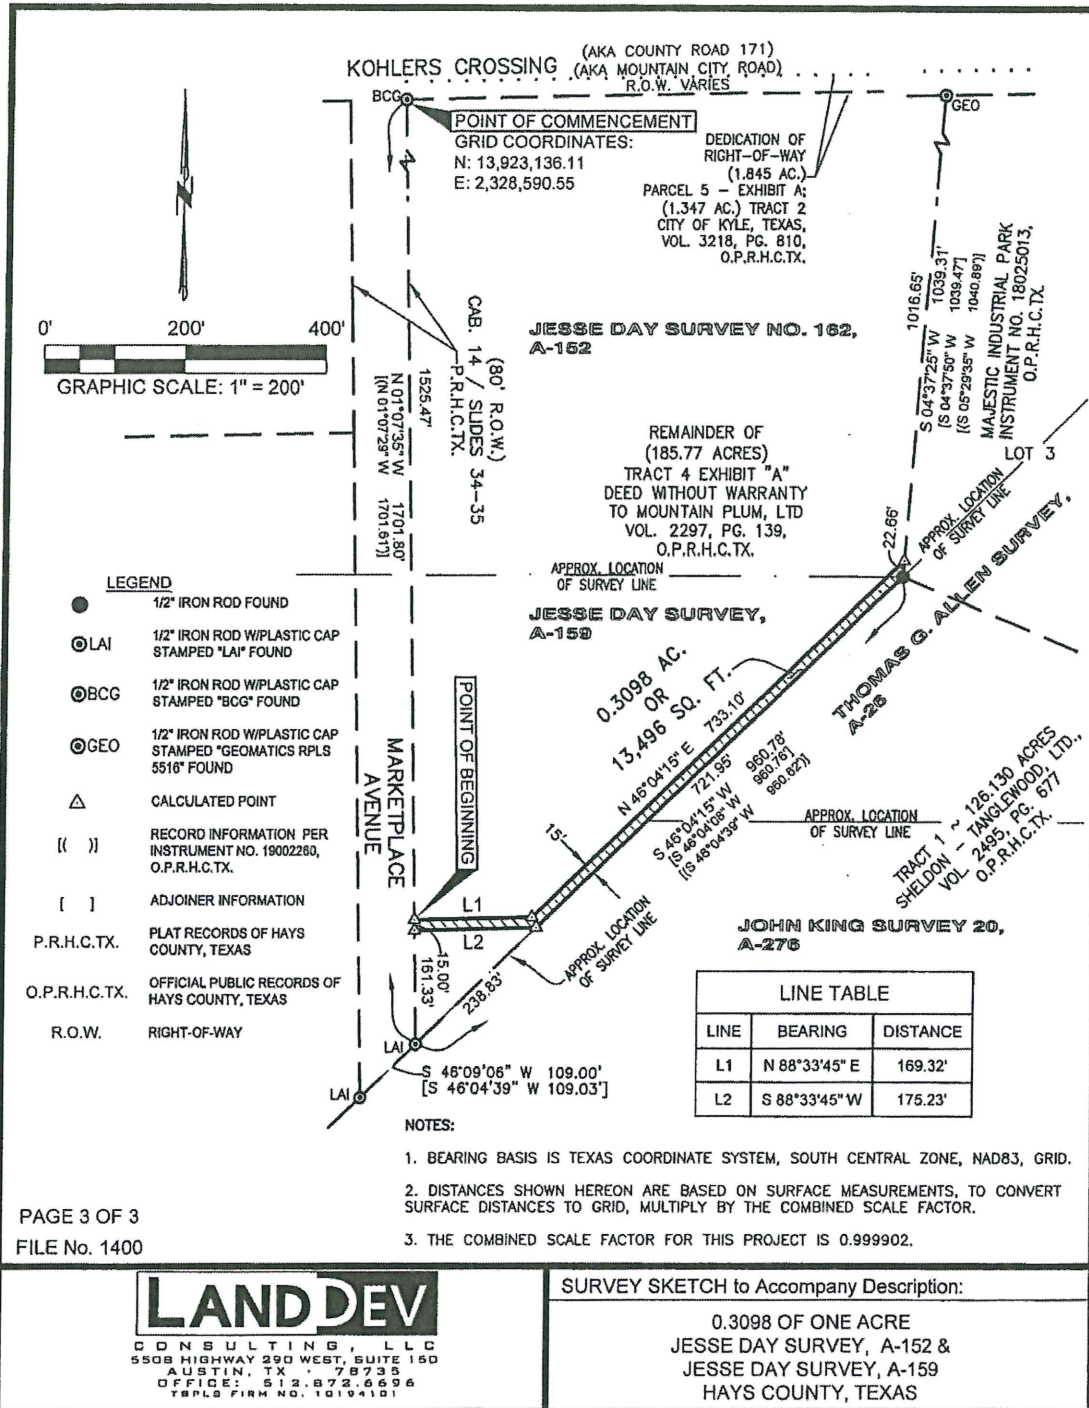 KOHLERS CROSSING
(AKA COUNTY ROAD 171)
(AKA MOUNTAIN CITY ROAD)
R.O.W. VARIES
BCG
GEO
POINT OF COMMENCEMENT
GRID COORDINATES:
N: 13,923,136.11
E: 2,328,590.55
DEDICATION OF
RIGHT-OF-WAY
(1.845 AC.)
PARCEL 5 - EXHIBIT A;
(1.347 AC.) TRACT 2
CITY OF KYLE, TEXAS,
VOL. 3218, PG. 810,
O.P.R.H.C.TX.
N
0' 200' 400'
GRAPHIC SCALE: 1" = 200'
(80' R.O.W.)
CAB. 14 / SLIDES 34-35
P.R.H.C.TX.
1525.47'
N 01°07'35" W 1701.80'
[(N 01°07'29" W 1701.61')]
JESSE DAY SURVEY NO. 162,
A-152
1016.65'
S 04°37'25" W 1039.31'
[S 04°37'50" W 1039.47']
[(S 05°29'35" W 1040.89')]
MAJESTIC INDUSTRIAL PARK
INSTRUMENT NO. 18025013,
O.P.R.H.C.TX.
LOT 3
REMAINDER OF
(185.77 ACRES)
TRACT 4 EXHIBIT "A"
DEED WITHOUT WARRANTY
TO MOUNTAIN PLUM, LTD
VOL. 2297, PG. 139,
O.P.R.H.C.TX.
22.66'
APPROX. LOCATION
OF SURVEY LINE
APPROX. LOCATION
OF SURVEY LINE
JESSE DAY SURVEY,
A-159
THOMAS G. ALLEN SURVEY,
A-26
LEGEND
1/2" IRON ROD FOUND
LAI
1/2" IRON ROD W/PLASTIC CAP
STAMPED "LAI" FOUND
BCG
1/2" IRON ROD W/PLASTIC CAP
STAMPED "BCG" FOUND
GEO
1/2" IRON ROD W/PLASTIC CAP
STAMPED "GEOMATICS RPLS
5516" FOUND
CALCULATED POINT
[( )]
RECORD INFORMATION PER
INSTRUMENT NO. 19002260,
O.P.R.H.C.TX.
[ ]
ADJOINER INFORMATION
P.R.H.C.TX.
PLAT RECORDS OF HAYS
COUNTY, TEXAS
O.P.R.H.C.TX.
OFFICIAL PUBLIC RECORDS OF
HAYS COUNTY, TEXAS
R.O.W.
RIGHT-OF-WAY
MARKETPLACE
AVENUE
POINT OF BEGINNING
0.3098 AC.
OR
13,496 SQ. FT.
N 46°04'15" E 733.10'
721.95'
S 46°04'15" W 960.78'
[S 46°04'08" W 960.76']
[(S 46°04'39" W 960.62')]
15'
APPROX. LOCATION
OF SURVEY LINE
TRACT 1 ~ 126.130 ACRES
SHELDON - TANGLEWOOD, LTD.,
VOL. 2495, PG. 677
O.P.R.H.C.TX.
L1
L2
15.00'
161.33'
238.83'
APPROX. LOCATION
OF SURVEY LINE
JOHN KING SURVEY 20,
A-276
LAI
LAI
S 46°09'06" W 109.00'
[S 46°04'39" W 109.03']
LINE TABLE
LINE BEARING DISTANCE
L1 N 88°33'45" E 169.32'
L2 S 88°33'45" W 175.23'
NOTES:
1. BEARING BASIS IS TEXAS COORDINATE SYSTEM, SOUTH CENTRAL ZONE, NAD83, GRID.
2. DISTANCES SHOWN HEREON ARE BASED ON SURFACE MEASUREMENTS, TO CONVERT
SURFACE DISTANCES TO GRID, MULTIPLY BY THE COMBINED SCALE FACTOR.
3. THE COMBINED SCALE FACTOR FOR THIS PROJECT IS 0.999902.
PAGE 3 OF 3
FILE No. 1400
LANDDEV
CONSULTING, LLC
5508 HIGHWAY 290 WEST, SUITE 150
AUSTIN, TX · 78735
OFFICE: 512.872.6696
TBPLS FIRM NO. 10194101
SURVEY SKETCH to Accompany Description:
0.3098 OF ONE ACRE
JESSE DAY SURVEY, A-152 &
JESSE DAY SURVEY, A-159
HAYS COUNTY, TEXAS